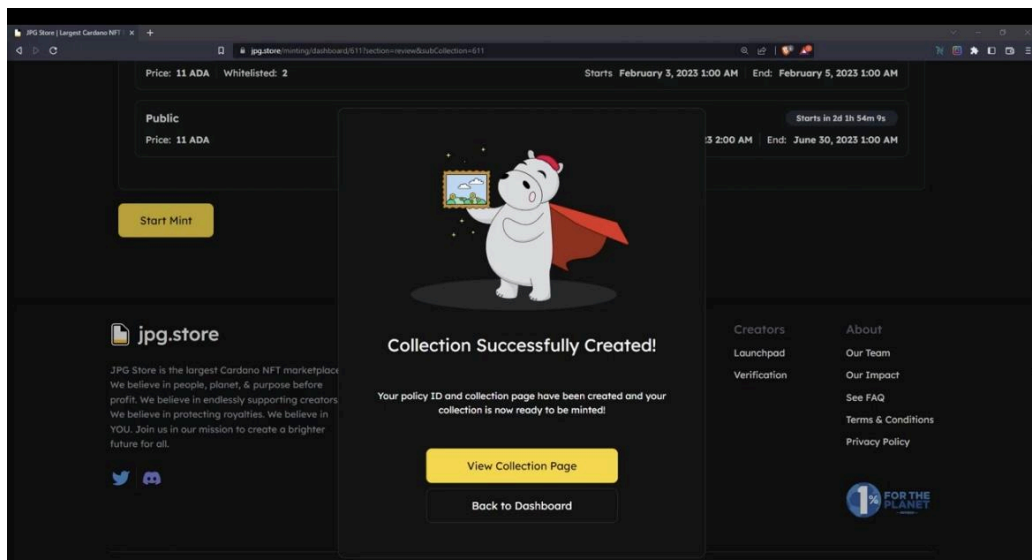 JPG Store | Largest Cardano NFT
jpg.store/minting/dashboard/611?section=review&subCollection=611
Price: 11 ADA Whitelisted: 2 Starts February 3, 2023 1:00 AM End: February 5, 2023 1:00 AM
Public Starts in 2d 1h 54m 9s
Price: 11 ADA 23 2:00 AM End: June 30, 2023 1:00 AM
Start Mint
Collection Successfully Created!
Your policy ID and collection page have been created and your
collection is now ready to be minted!
View Collection Page
Back to Dashboard
jpg.store
JPG Store is the largest Cardano NFT marketplace
We believe in people, planet, & purpose before
profit. We believe in endlessly supporting creators
We believe in protecting royalties. We believe in
YOU. Join us in our mission to create a brighter
future for all.
Creators
Launchpad
Verification
About
Our Team
Our Impact
See FAQ
Terms & Conditions
Privacy Policy
1% FOR THE
PLANET